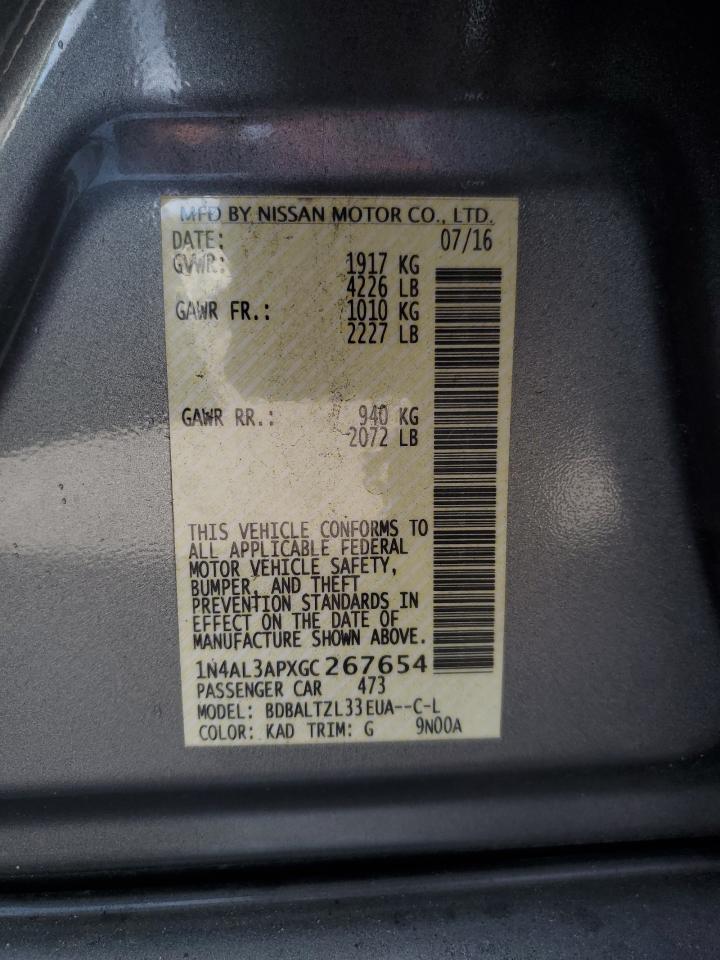 MFD BY NISSAN MOTOR CO., LTD.
DATE: 07/16
GVWR: 1917 KG
4226 LB
GAWR FR.: 1010 KG
2227 LB
GAWR RR.: 940 KG
2072 LB
THIS VEHICLE CONFORMS TO
ALL APPLICABLE FEDERAL
MOTOR VEHICLE SAFETY,
BUMPER, AND THEFT
PREVENTION STANDARDS IN
EFFECT ON THE DATE OF
MANUFACTURE SHOWN ABOVE.
1N4AL3APXGC267654
PASSENGER CAR 473
MODEL: BDBALTZL33EUA--C-L
COLOR: KAD TRIM: G 9N00A